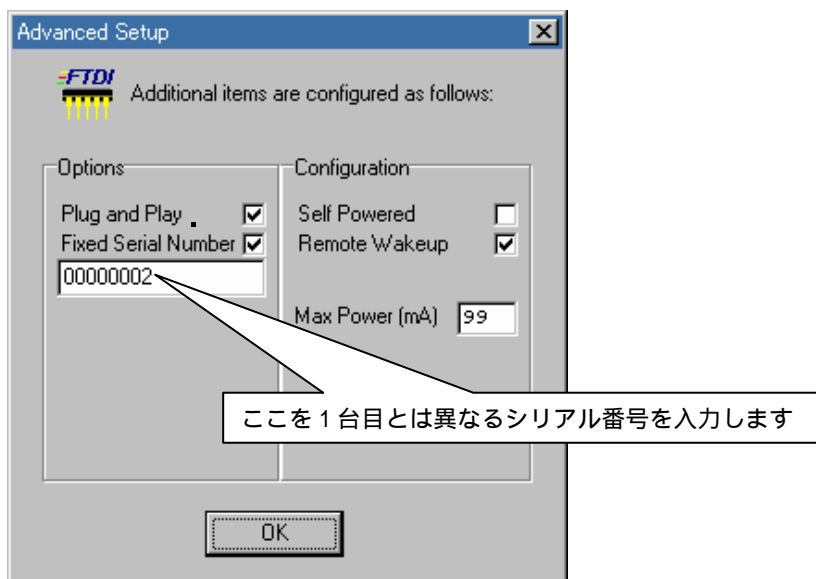 Advanced Setup
FTDI
Additional items are configured as follows:
Options
Plug and Play
Fixed Serial Number
00000002
Configuration
Self Powered
Remote Wakeup
Max Power (mA) 99
ここを1台目とは異なるシリアル番号を入力します
OK